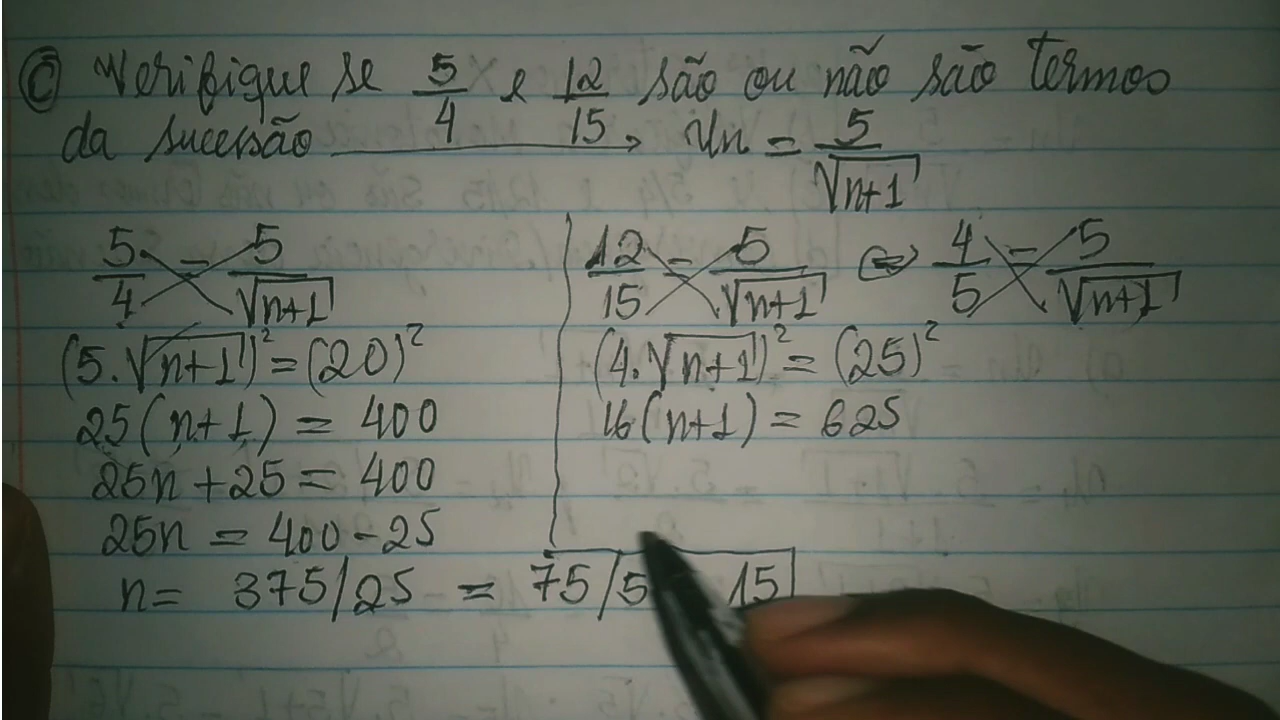 C Verifique se 5/4 e 12/15 são ou não são termos
da sucessão → Un = 5/√n+1
5/4 = 5/√n+1
(5.√n+1)² = (20)²
25(n+1) = 400
25n + 25 = 400
25n = 400 - 25
n = 375/25 = 75/5 15
12/15 = 5/√n+1 ⇔ 4/5 = 5/√n+1
(4.√n+1)² = (25)²
16(n+1) = 625